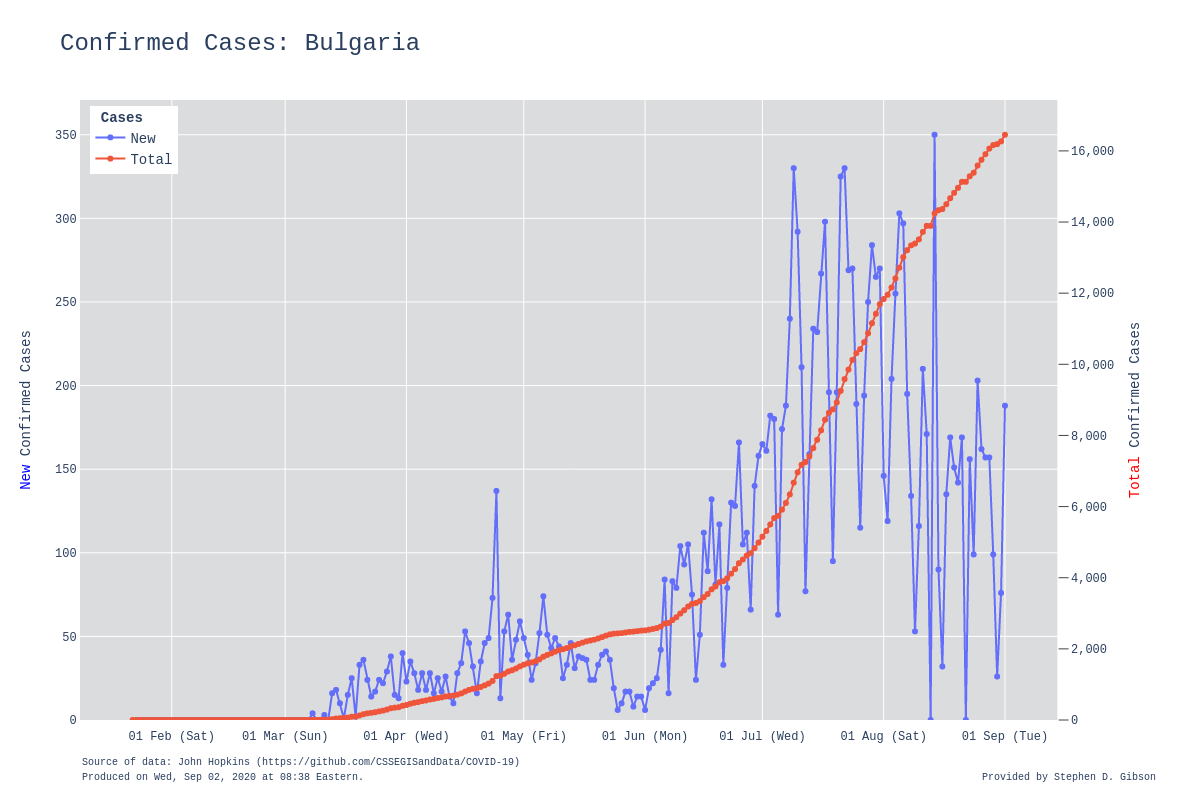 Confirmed Cases: Bulgaria
Cases
New
Total
350
300
250
200
150
100
50
0
New Confirmed Cases
16,000
14,000
12,000
10,000
8,000
6,000
4,000
2,000
0
Total Confirmed Cases
01 Feb (Sat) 01 Mar (Sun) 01 Apr (Wed) 01 May (Fri) 01 Jun (Mon) 01 Jul (Wed) 01 Aug (Sat) 01 Sep (Tue)
Source of data: John Hopkins (https://github.com/CSSEGISandData/COVID-19)
Produced on Wed, Sep 02, 2020 at 08:38 Eastern.
Provided by Stephen D. Gibson